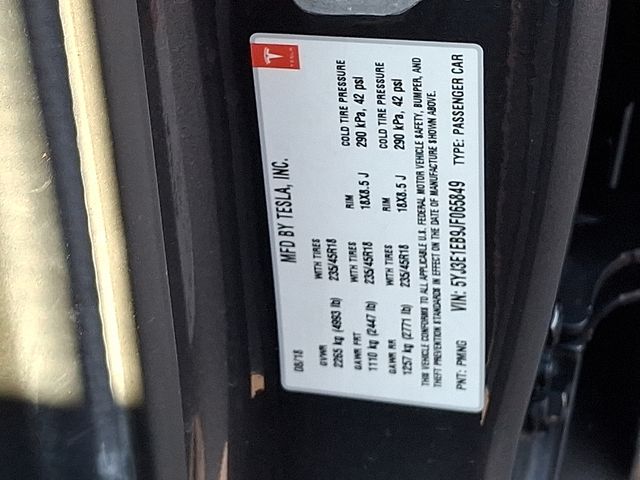 TESLA
MFD BY TESLA, INC.
08/18
GVWR WITH TIRES RIM COLD TIRE PRESSURE
2265 kg (4993 lb) 235/45R18 18X8.5 J 290 kPa, 42 psi
GAWR FRT WITH TIRES RIM COLD TIRE PRESSURE
1110 kg (2447 lb) 235/45R18 18X8.5 J 290 kPa, 42 psi
GAWR RR WITH TIRES
1257 kg (2771 lb) 235/45R18
THIS VEHICLE CONFORMS TO ALL APPLICABLE U.S. FEDERAL MOTOR VEHICLE SAFETY, BUMPER, AND
THEFT PREVENTION STANDARDS IN EFFECT ON THE DATE OF MANUFACTURE SHOWN ABOVE.
PNT: PMNG VIN: 5YJ3E1EB9JF065849 TYPE: PASSENGER CAR